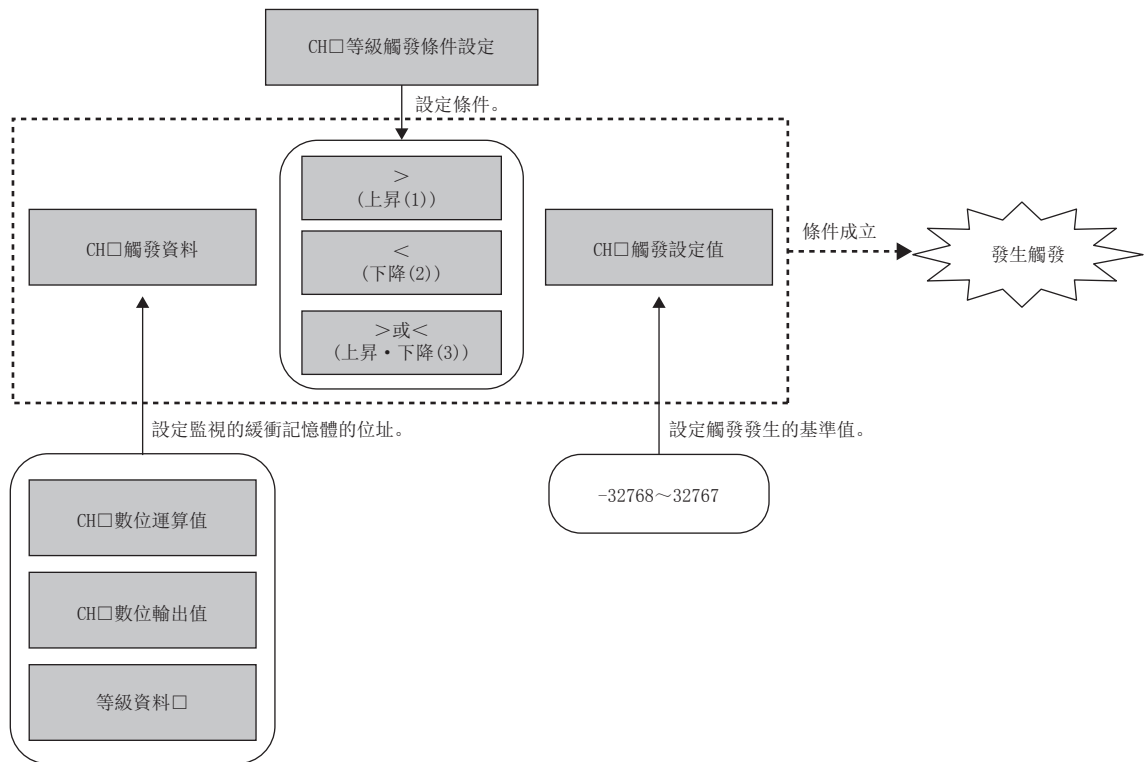 CH□等級觸發條件設定
設定條件。
＞
(上昇(1))
CH□觸發資料
＜
(下降(2))
CH□觸發設定值
條件成立
發生觸發
＞或＜
(上昇・下降(3))
設定監視的緩衝記憶體的位址。
設定觸發發生的基準值。
CH□數位運算值
-32768～32767
CH□數位輸出值
等級資料□